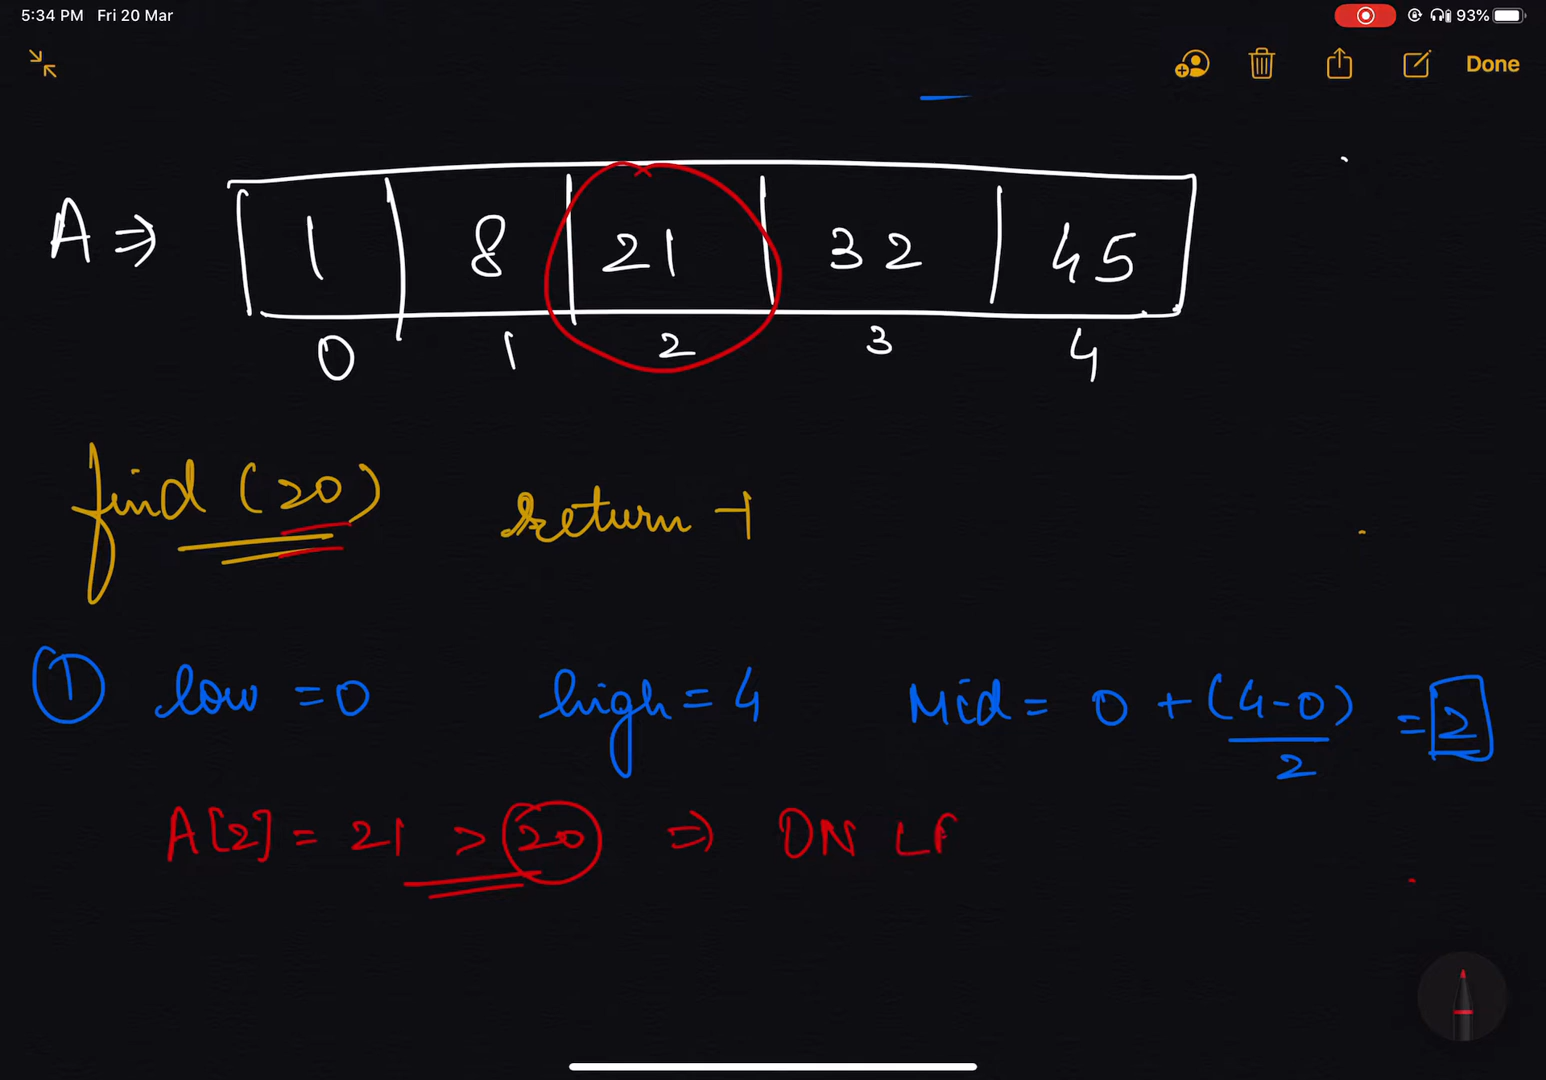 5:34 PM Fri 20 Mar 93%
Done
A ⇒ 1 8 21 32 45
0 1 2 3 4
find (20) return -1
① low = 0 high = 4 Mid = 0 + (4-0)/2 = 2
A[2] = 21 > 20 ⇒ ON LE